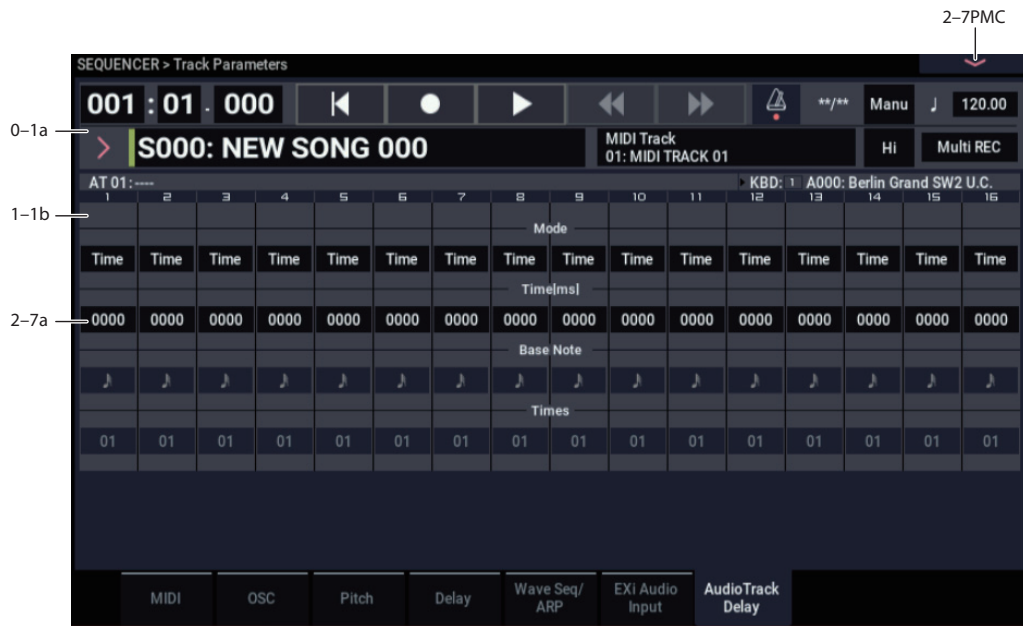 2–7PMC
SEQUENCER > Track Parameters
001 : 01 . 000 **/** Manu ♩ 120.00
0–1a
S000: NEW SONG 000
MIDI Track
01: MIDI TRACK 01
Hi Multi REC
AT 01:---- KBD: 1 A000: Berlin Grand SW2 U.C.
1 2 3 4 5 6 7 8 9 10 11 12 13 14 15 16
1–1b
Mode
Time Time Time Time Time Time Time Time Time Time Time Time Time Time Time Time
Time[ms]
2–7a
0000 0000 0000 0000 0000 0000 0000 0000 0000 0000 0000 0000 0000 0000 0000 0000
Base Note
Times
01 01 01 01 01 01 01 01 01 01 01 01 01 01 01 01
MIDI OSC Pitch Delay Wave Seq/ ARP EXi Audio Input AudioTrack Delay